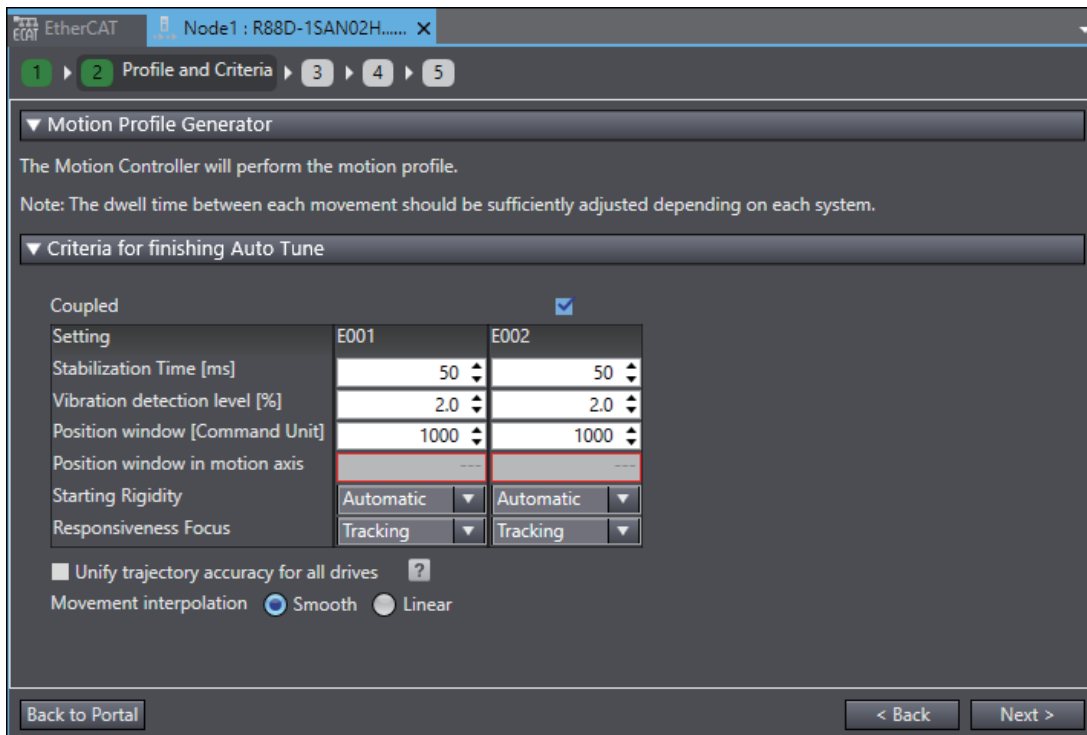 ECAT EtherCAT Node1 : R88D-1SAN02H...... X
1 2 Profile and Criteria 3 4 5
Motion Profile Generator
The Motion Controller will perform the motion profile.
Note: The dwell time between each movement should be sufficiently adjusted depending on each system.
Criteria for finishing Auto Tune
Coupled
Setting E001 E002
Stabilization Time [ms] 50 50
Vibration detection level [%] 2.0 2.0
Position window [Command Unit] 1000 1000
Position window in motion axis --- ---
Starting Rigidity Automatic Automatic
Responsiveness Focus Tracking Tracking
Unify trajectory accuracy for all drives ?
Movement interpolation Smooth Linear
Back to Portal < Back Next >